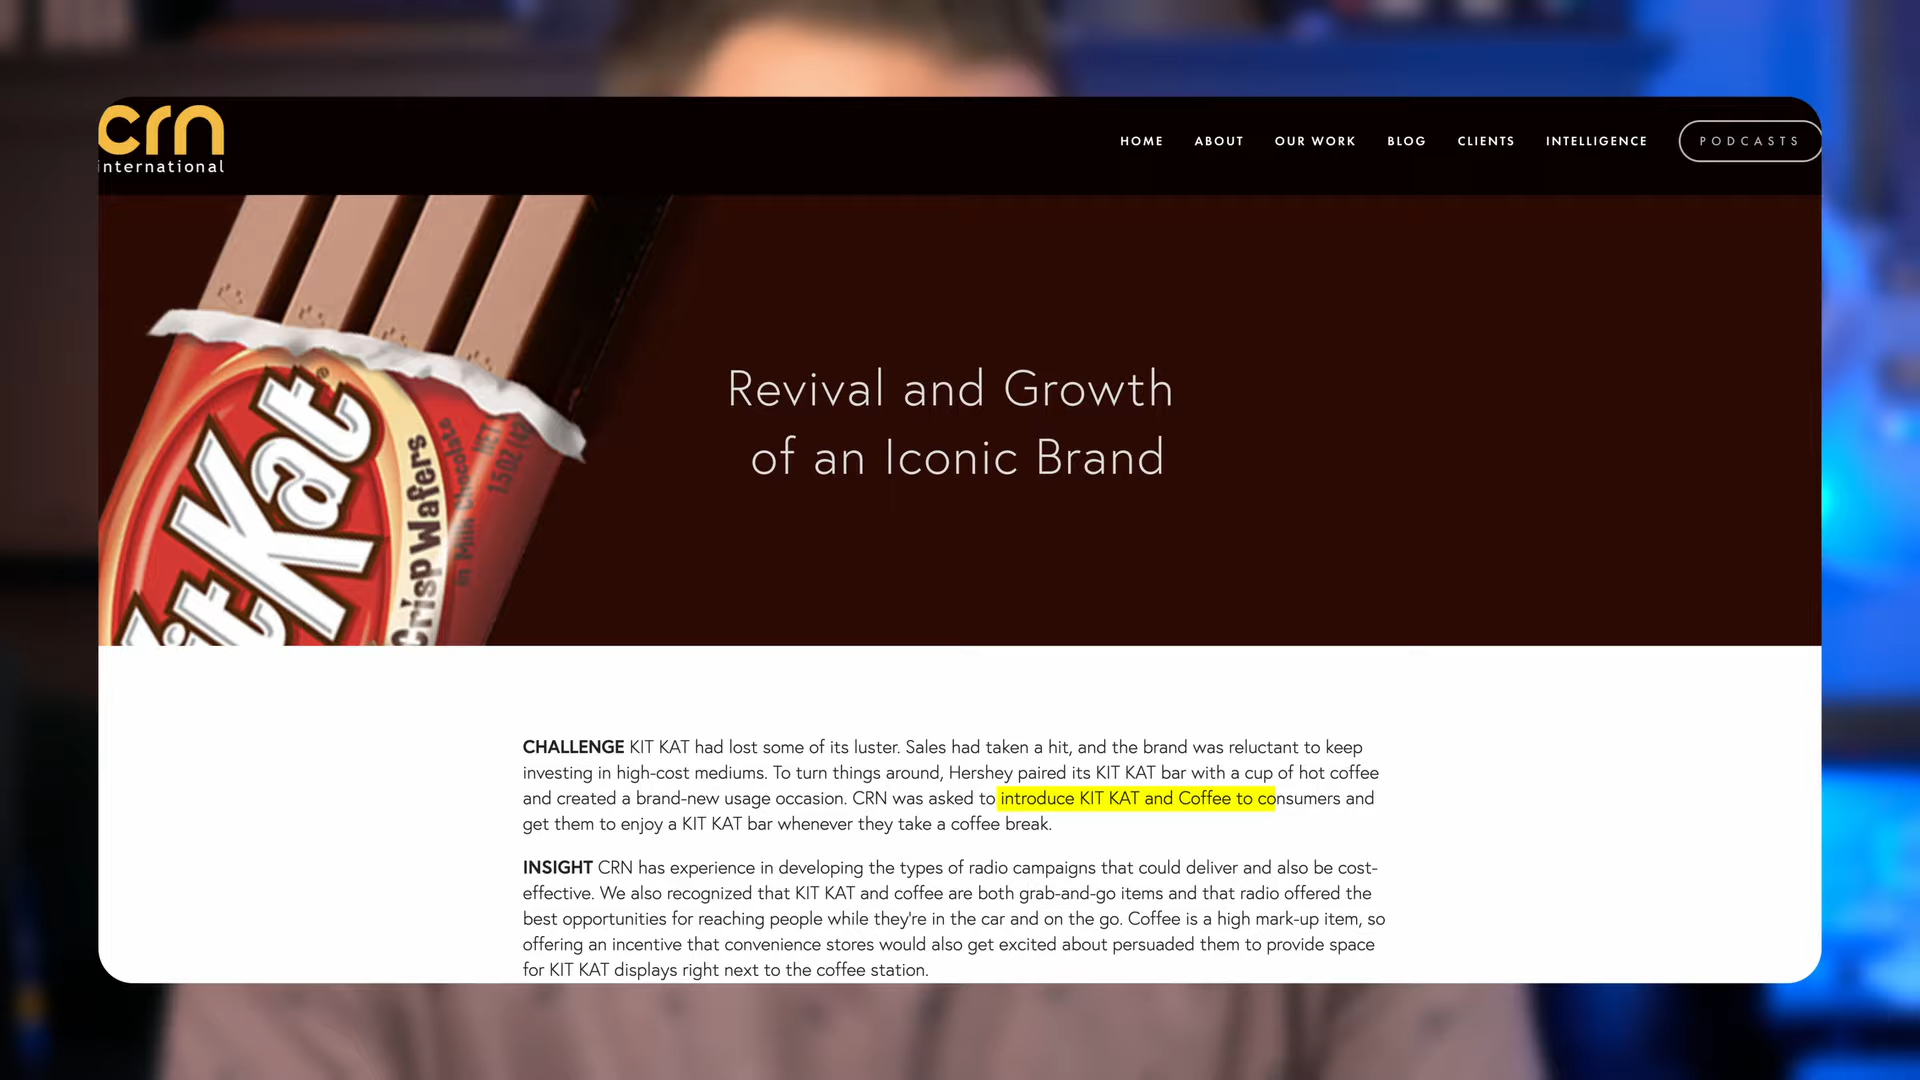 crn
international
HOME ABOUT OUR WORK BLOG CLIENTS INTELLIGENCE PODCASTS
Revival and Growth
of an Iconic Brand
KitKat®
Crisp Wafers
in Milk Chocolate
NET
1.5 OZ (42
CHALLENGE KIT KAT had lost some of its luster. Sales had taken a hit, and the brand was reluctant to keep
investing in high-cost mediums. To turn things around, Hershey paired its KIT KAT bar with a cup of hot coffee
and created a brand-new usage occasion. CRN was asked to introduce KIT KAT and Coffee to consumers and
get them to enjoy a KIT KAT bar whenever they take a coffee break.
INSIGHT CRN has experience in developing the types of radio campaigns that could deliver and also be cost-
effective. We also recognized that KIT KAT and coffee are both grab-and-go items and that radio offered the
best opportunities for reaching people while they're in the car and on the go. Coffee is a high mark-up item, so
offering an incentive that convenience stores would also get excited about persuaded them to provide space
for KIT KAT displays right next to the coffee station.